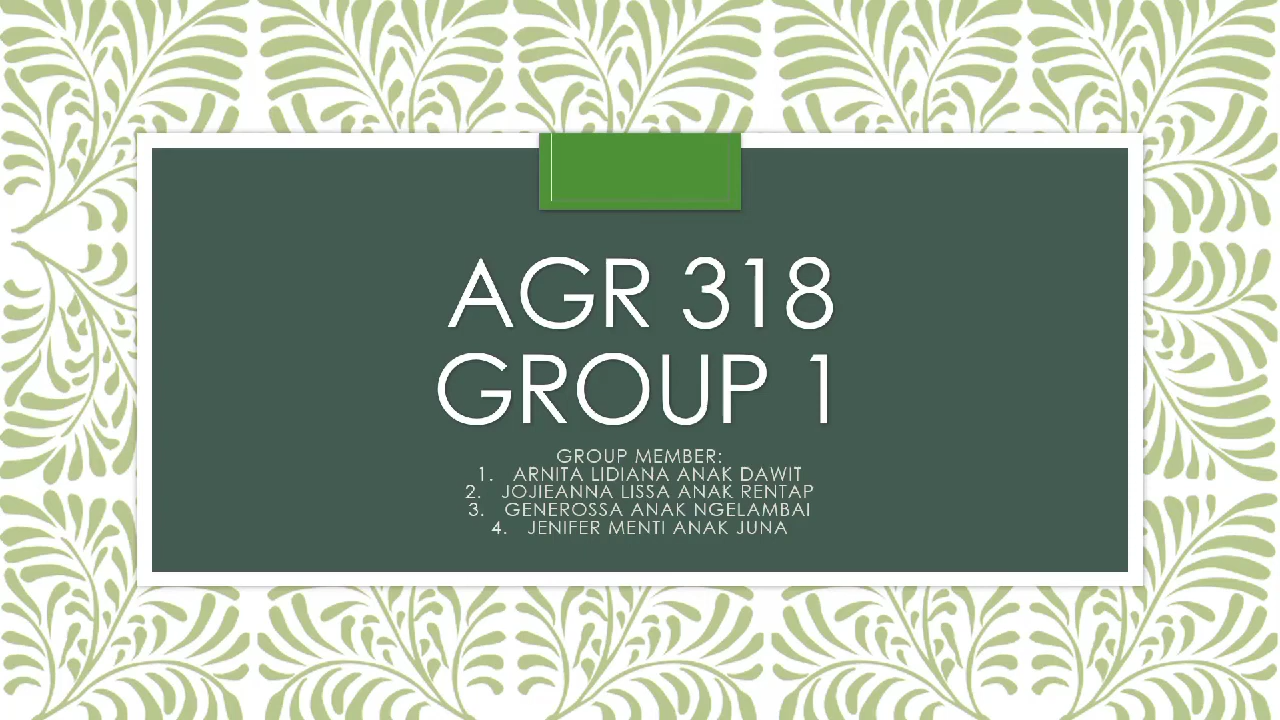 AGR 318
GROUP 1
GROUP MEMBER:
1. ARNITA LIDIANA ANAK DAWIT
2. JOJIEANNA LISSA ANAK RENTAP
3. GENEROSSA ANAK NGELAMBAI
4. JENIFER MENTI ANAK JUNA